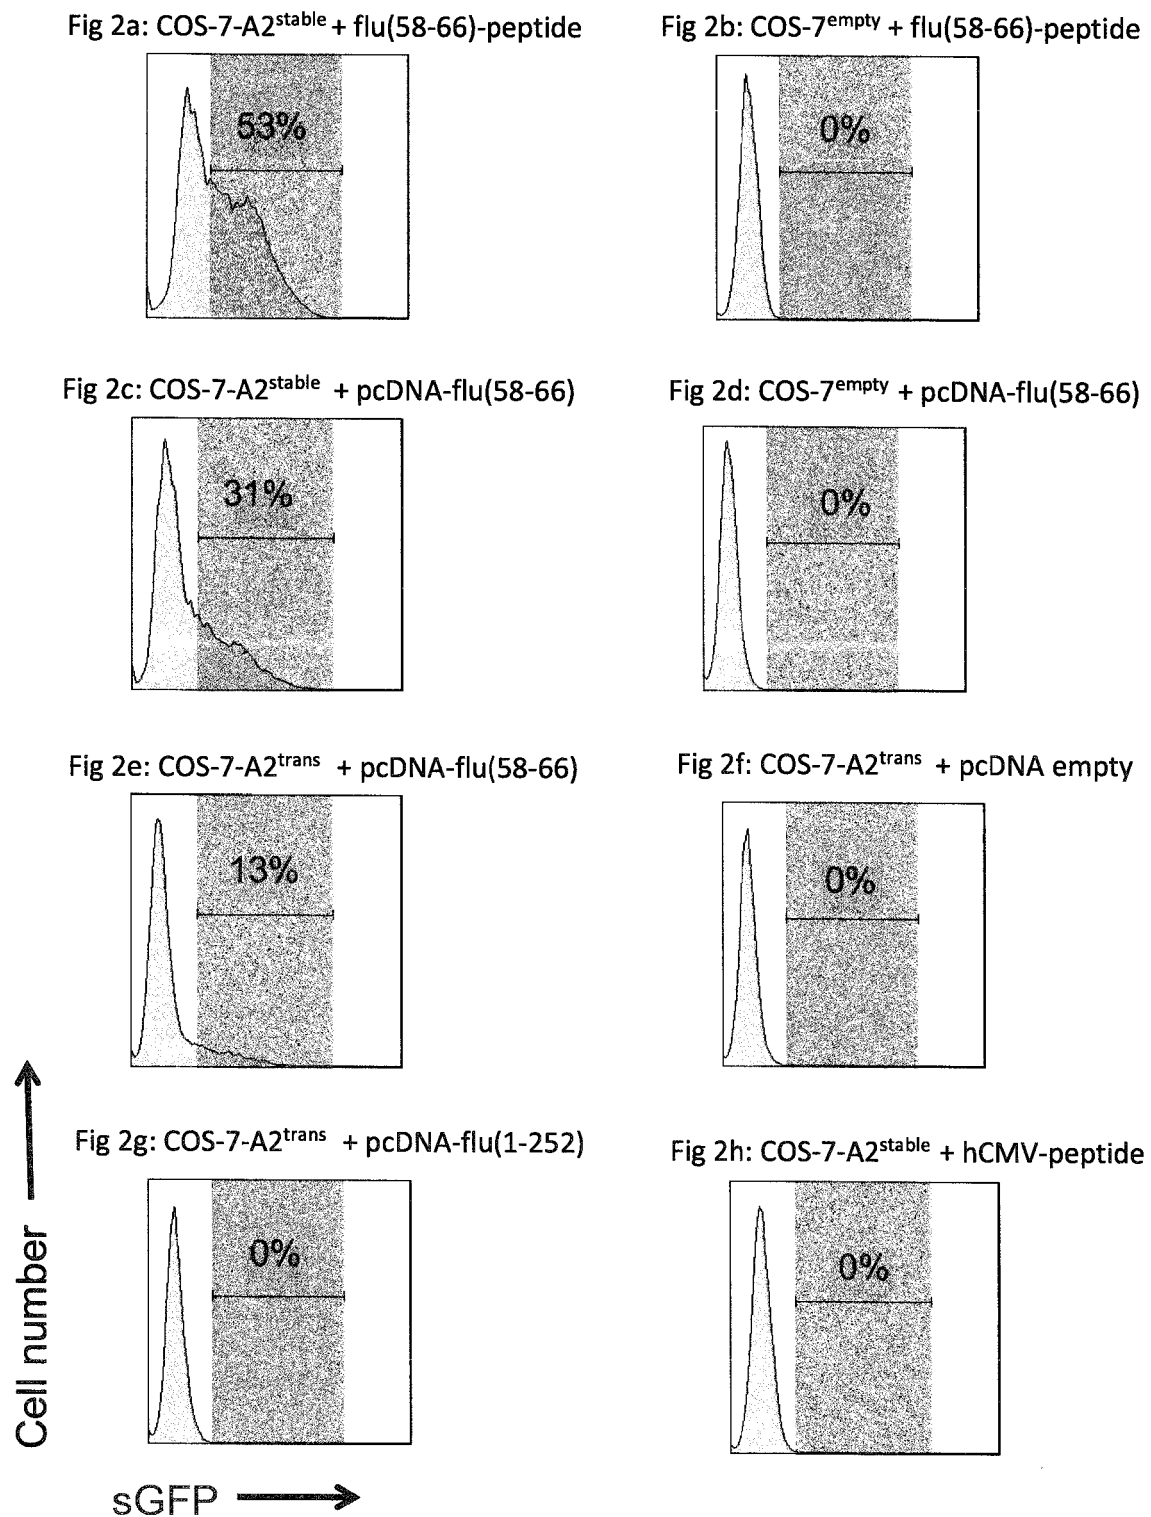 Fig 2a: COS-7-A2stable + flu(58-66)-peptide
53%
Fig 2b: COS-7empty + flu(58-66)-peptide
0%
Fig 2c: COS-7-A2stable + pcDNA-flu(58-66)
31%
Fig 2d: COS-7empty + pcDNA-flu(58-66)
0%
Fig 2e: COS-7-A2trans + pcDNA-flu(58-66)
13%
Fig 2f: COS-7-A2trans + pcDNA empty
0%
Fig 2g: COS-7-A2trans + pcDNA-flu(1-252)
0%
Fig 2h: COS-7-A2stable + hCMV-peptide
0%
Cell number
sGFP